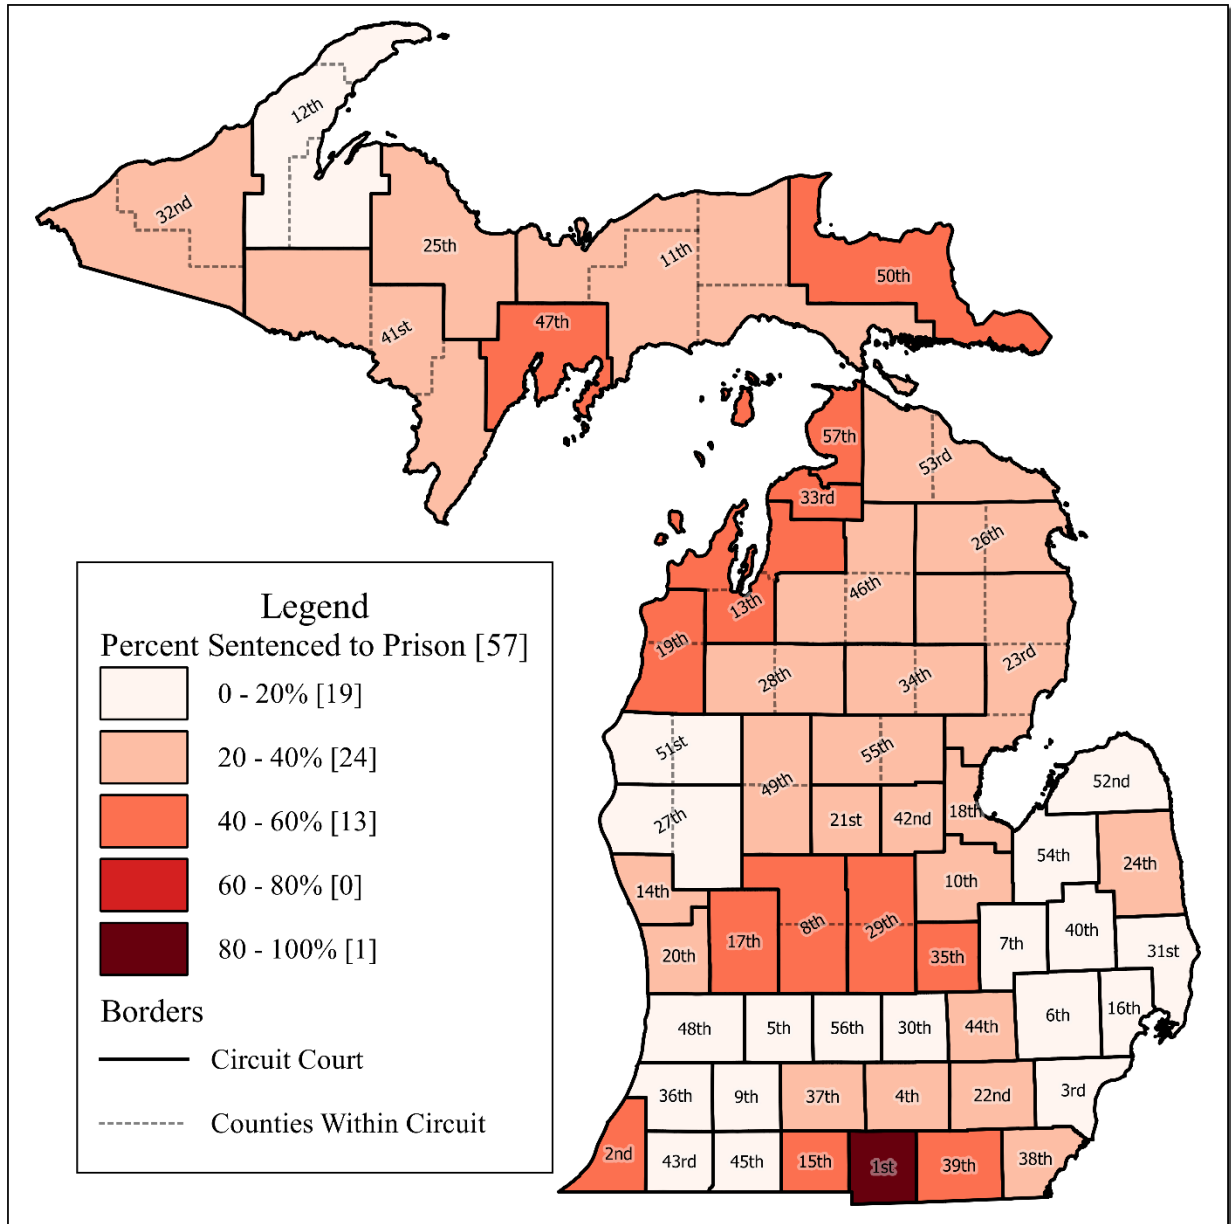 12th
32nd
25th
11th
50th
41st
47th
57th
53rd
33rd
26th
46th
13th
19th
23rd
28th
34th
51st
55th
52nd
49th
27th
21st
42nd
18th
54th
24th
14th
10th
17th
8th
29th
7th
40th
20th
35th
31st
48th
5th
56th
30th
44th
6th
16th
36th
9th
37th
4th
22nd
3rd
2nd
43rd
45th
15th
1st
39th
38th
Legend
Percent Sentenced to Prison [57]
0 - 20% [19]
20 - 40% [24]
40 - 60% [13]
60 - 80% [0]
80 - 100% [1]
Borders
Circuit Court
Counties Within Circuit